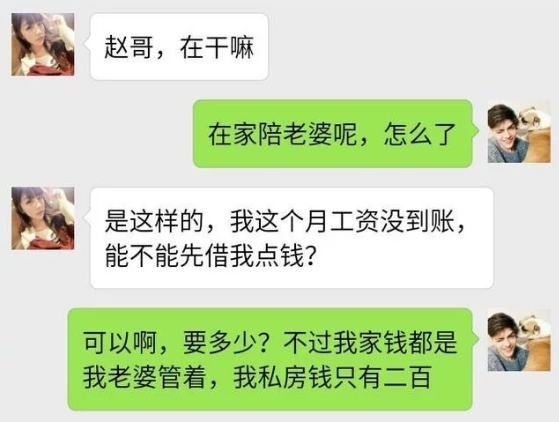 赵哥，在干嘛
在家陪老婆呢，怎么了
是这样的，我这个月工资没到账，
能不能先借我点钱？
可以啊，要多少？不过我家钱都是
我老婆管着，我私房钱只有二百